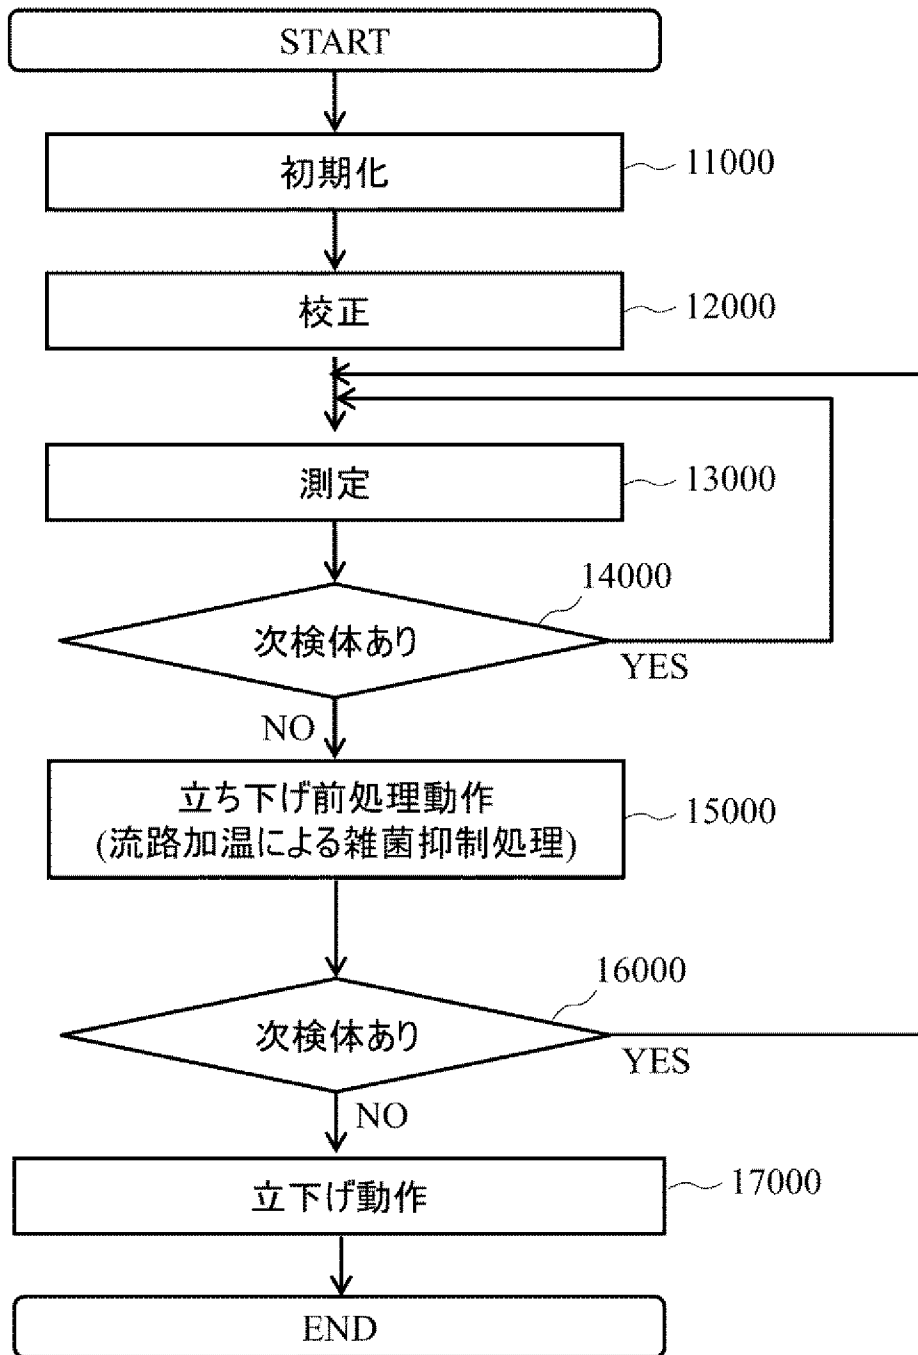 START
初期化
11000
校正
12000
測定
13000
14000
次検体あり
YES
NO
立ち下げ前処理動作
(流路加温による雑菌抑制処理)
15000
16000
次検体あり
YES
NO
立下げ動作
17000
END